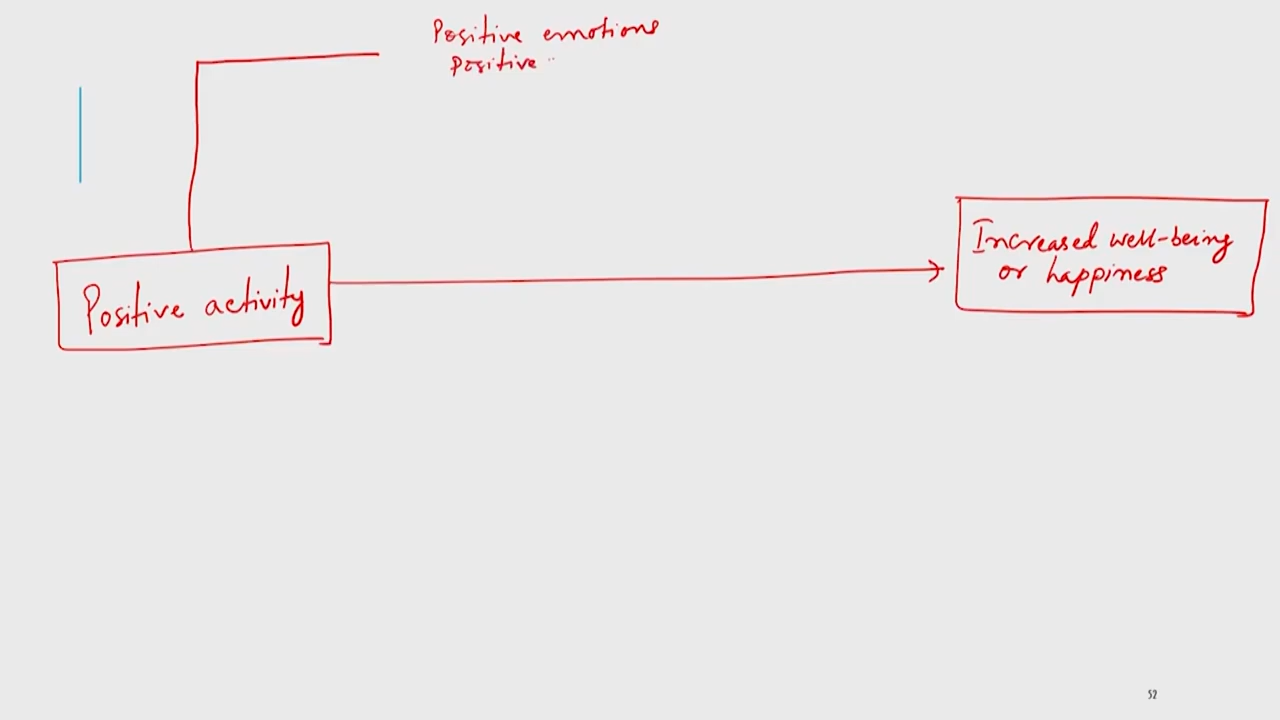 Positive emotions
Positive
Positive activity
Increased well-being
or happiness
52